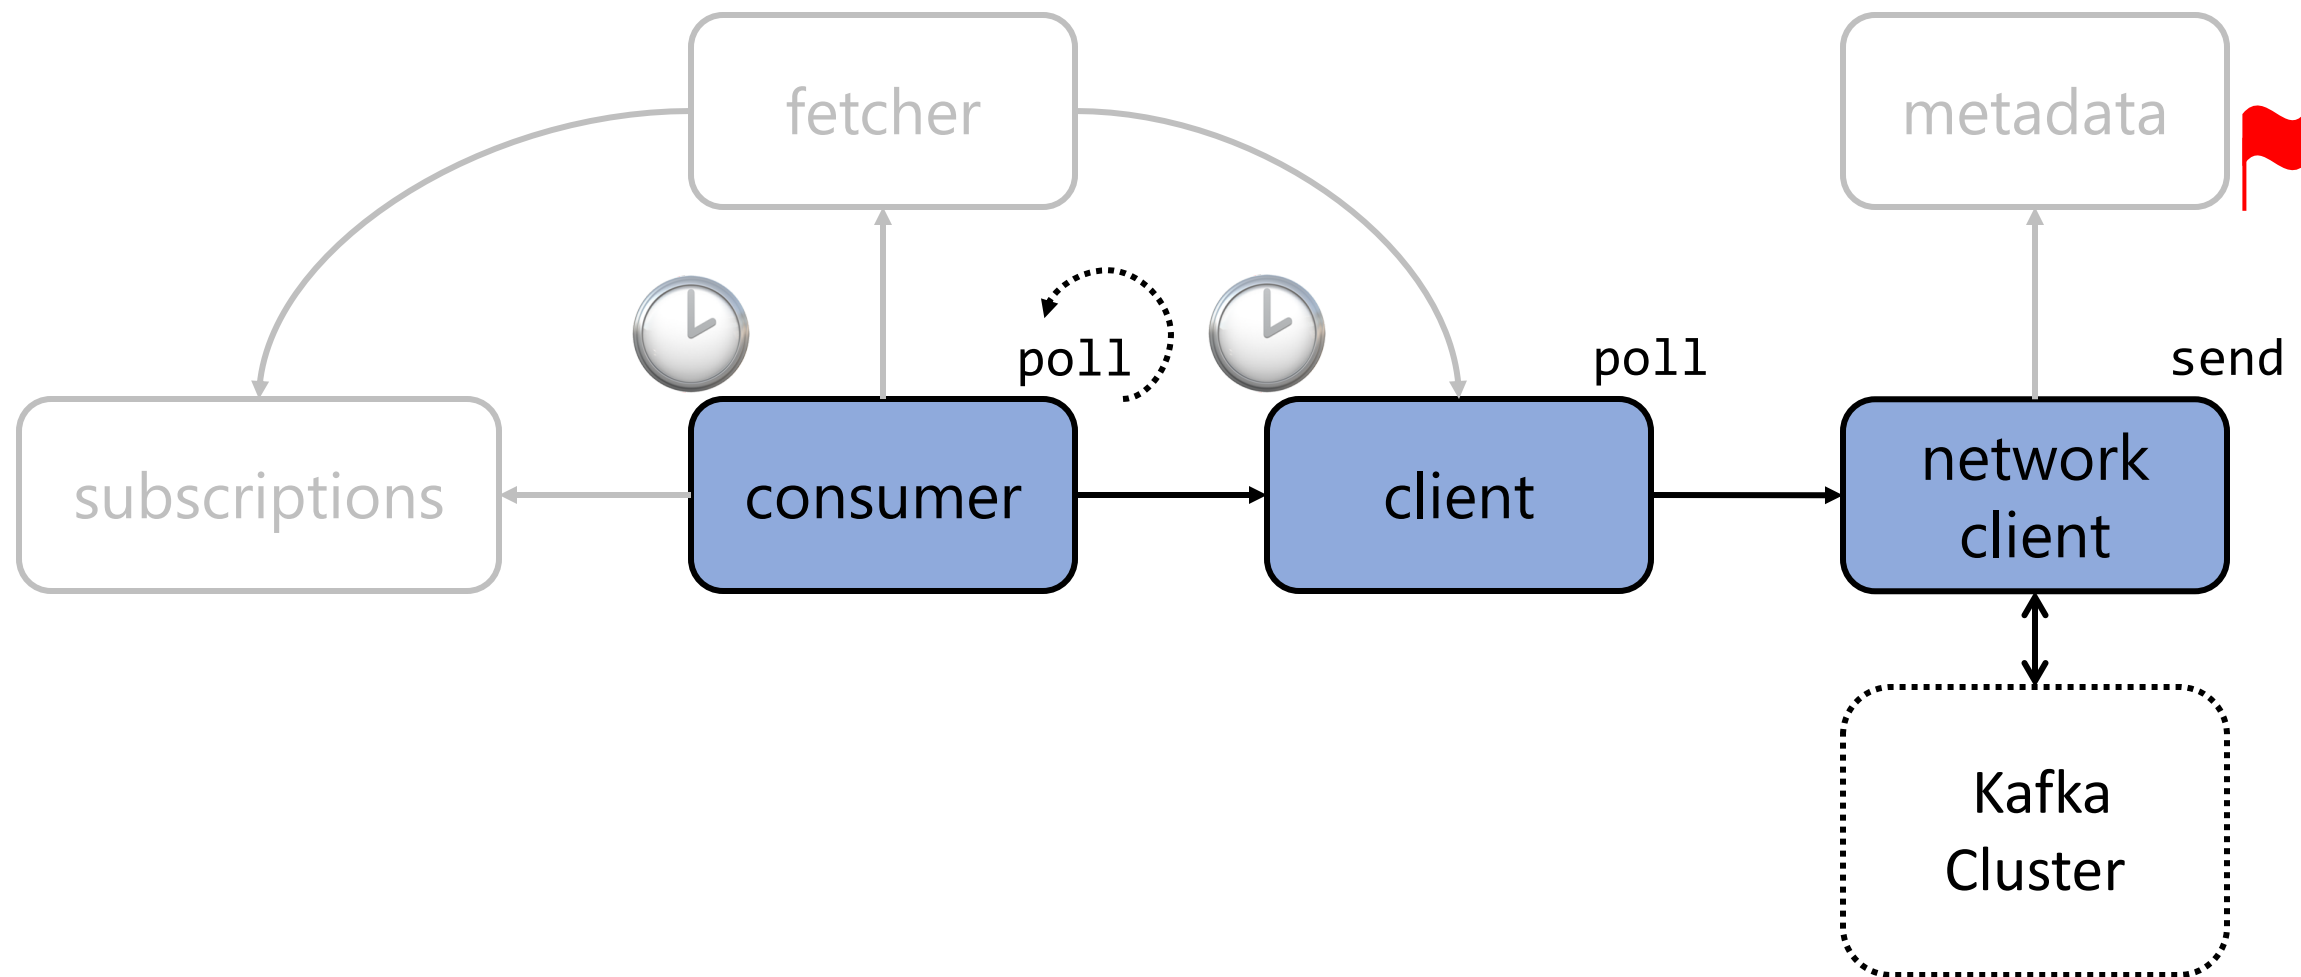 fetcher
metadata
poll
poll
send
subscriptions
consumer
client
network
client
Kafka
Cluster